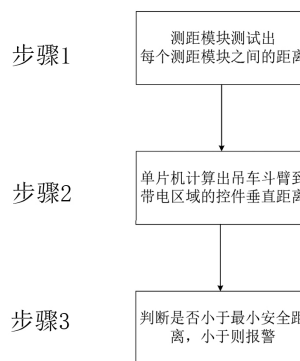 步骤1
测距模块测试出
每个测距模块之间的距离
步骤2
单片机计算出吊车斗臂到
带电区域的控件垂直距离
步骤3
判断是否小于最小安全距
离，小于则报警